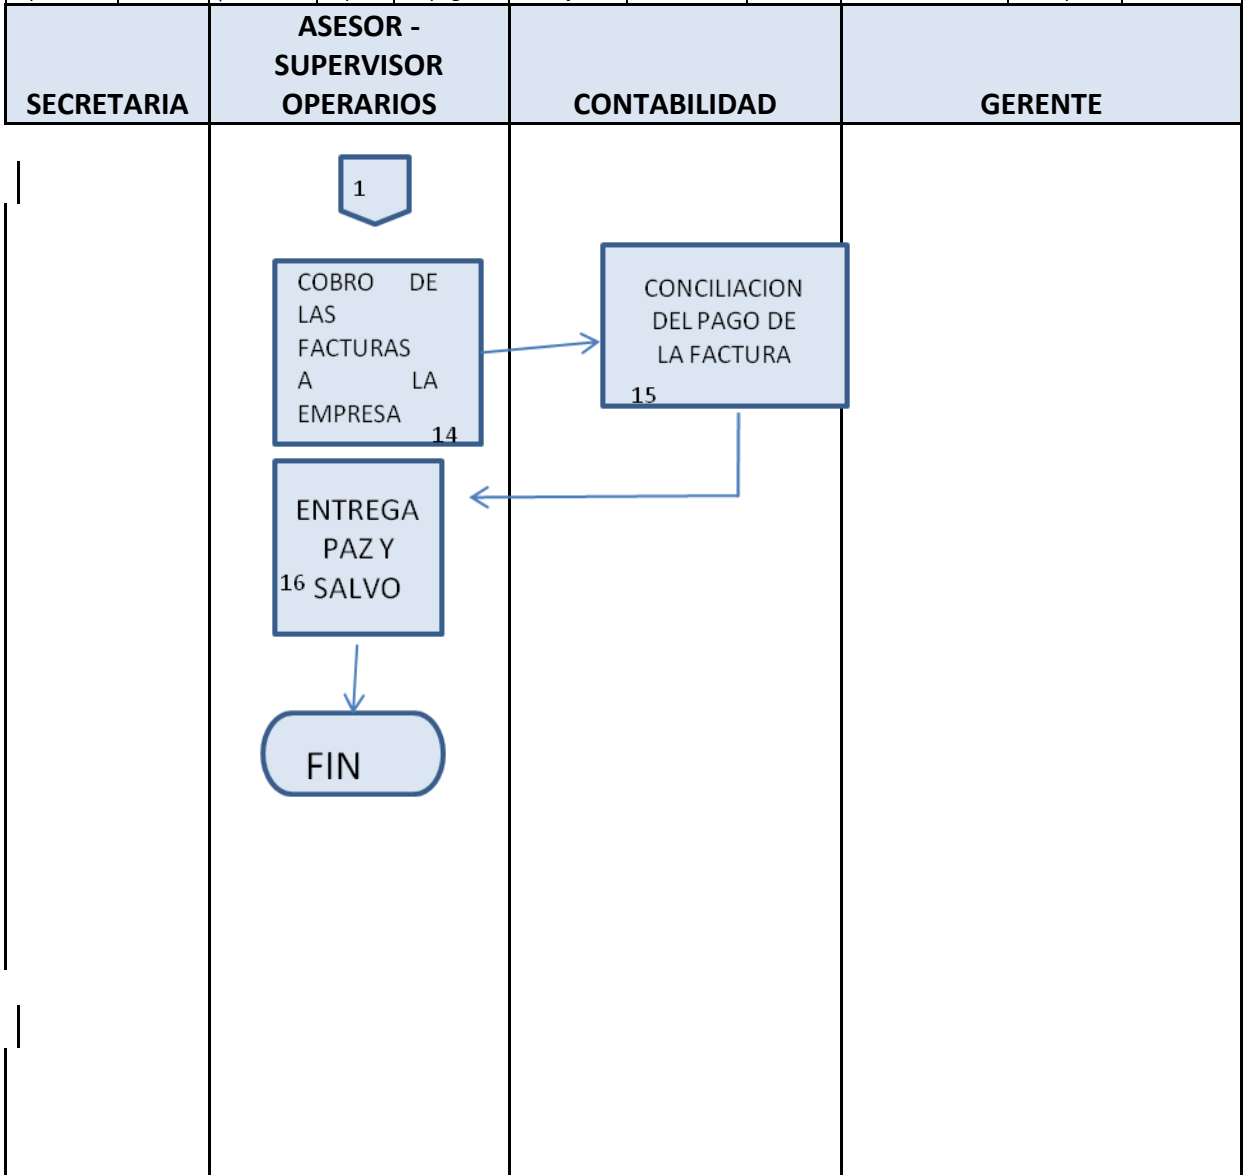 ASESOR -
SUPERVISOR
SECRETARIA OPERARIOS CONTABILIDAD GERENTE
1
COBRO DE
LAS
FACTURAS
A LA
EMPRESA
14
CONCILIACION
DEL PAGO DE
LA FACTURA
15
ENTREGA
PAZ Y
16 SALVO
FIN